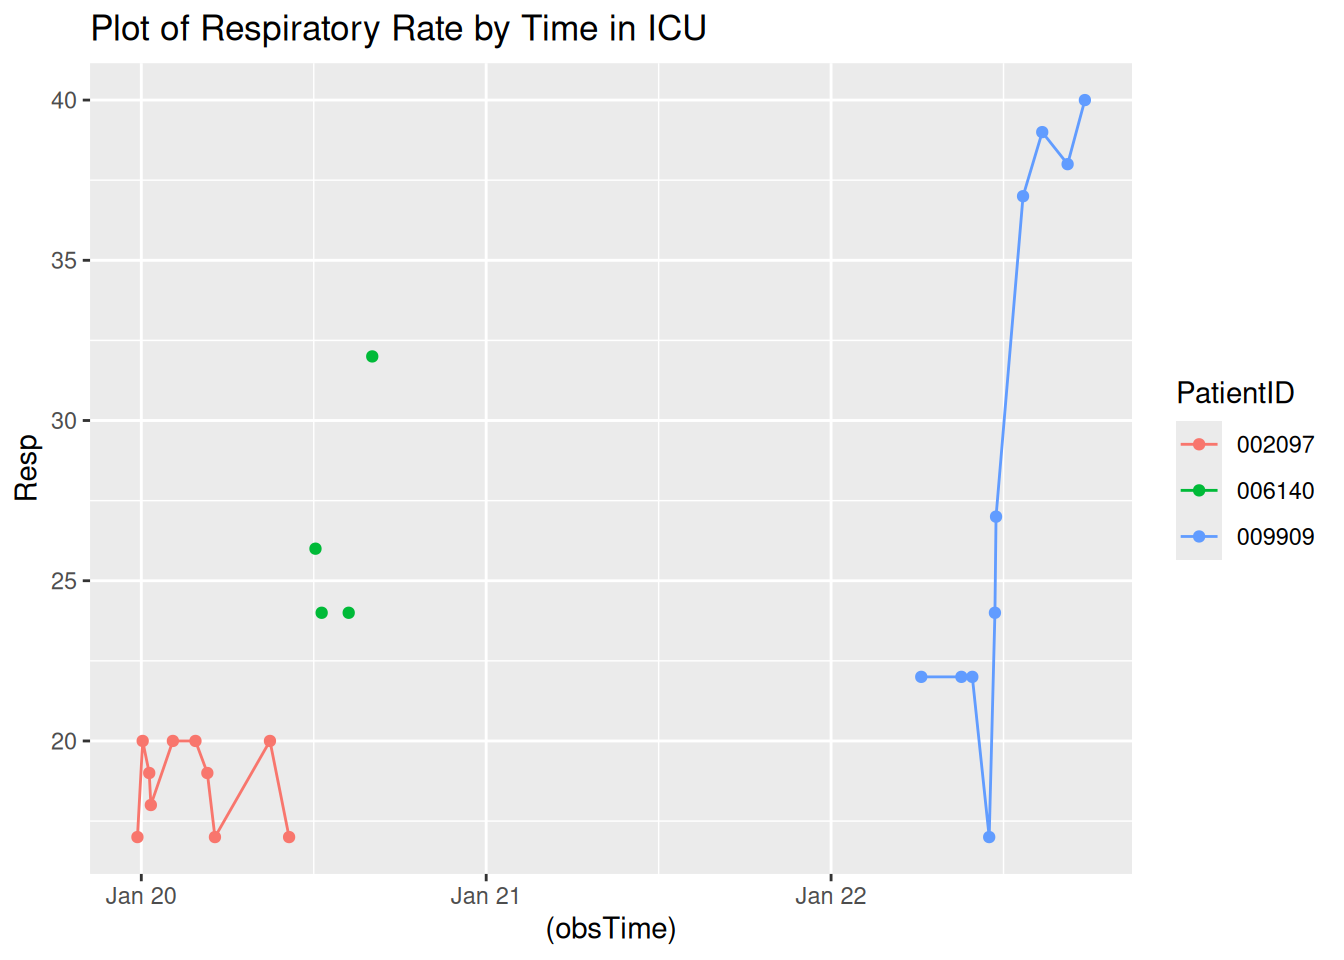 Plot of Respiratory Rate by Time in ICU
40
35
30
25
20
Resp
Jan 20
Jan 21
Jan 22
(obsTime)
PatientID
002097
006140
009909